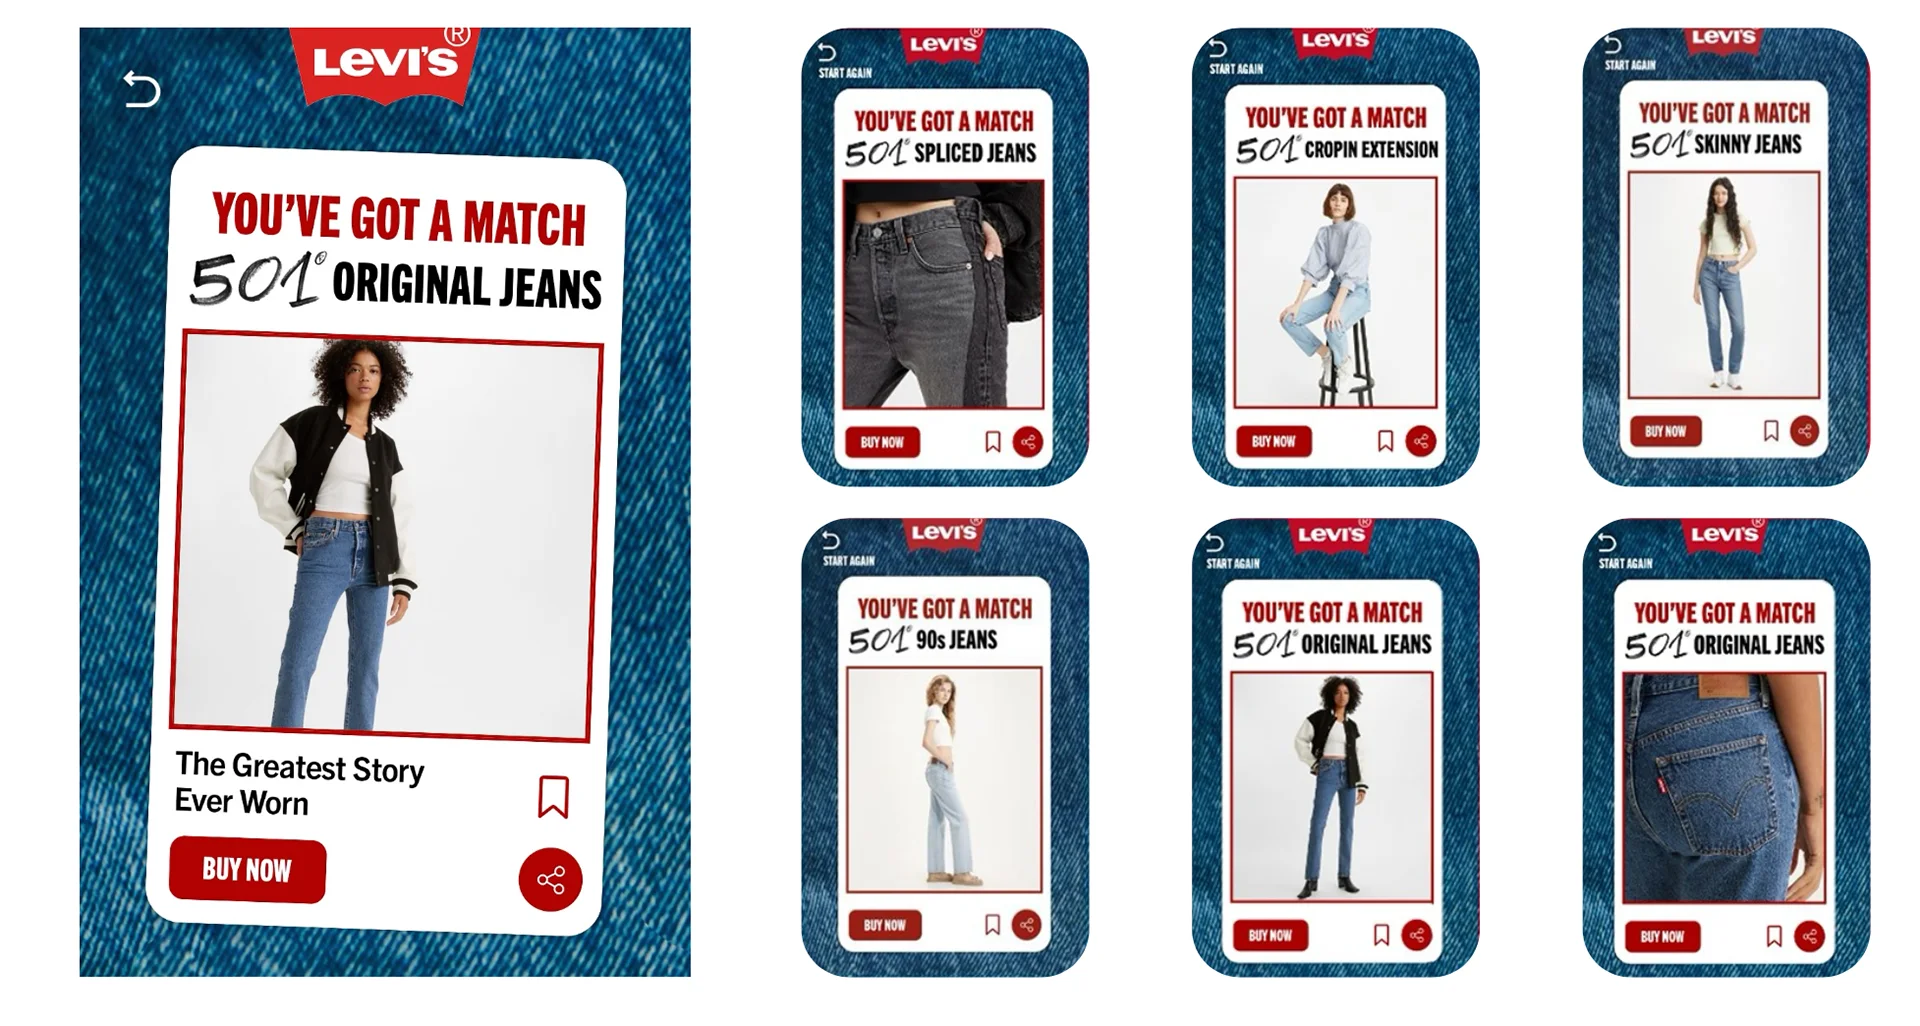 LEVI'S®
YOU'VE GOT A MATCH
501® ORIGINAL JEANS
The Greatest Story
Ever Worn
BUY NOW
LEVI'S®
START AGAIN
YOU'VE GOT A MATCH
501® SPLICED JEANS
BUY NOW
LEVI'S®
START AGAIN
YOU'VE GOT A MATCH
501® CROPIN EXTENSION
BUY NOW
LEVI'S
START AGAIN
YOU'VE GOT A MATCH
501® SKINNY JEANS
BUY NOW
LEVI'S®
START AGAIN
YOU'VE GOT A MATCH
501® 90s JEANS
BUY NOW
LEVI'S®
START AGAIN
YOU'VE GOT A MATCH
501® ORIGINAL JEANS
BUY NOW
LEVI'S®
START AGAIN
YOU'VE GOT A MATCH
501® ORIGINAL JEANS
BUY NOW